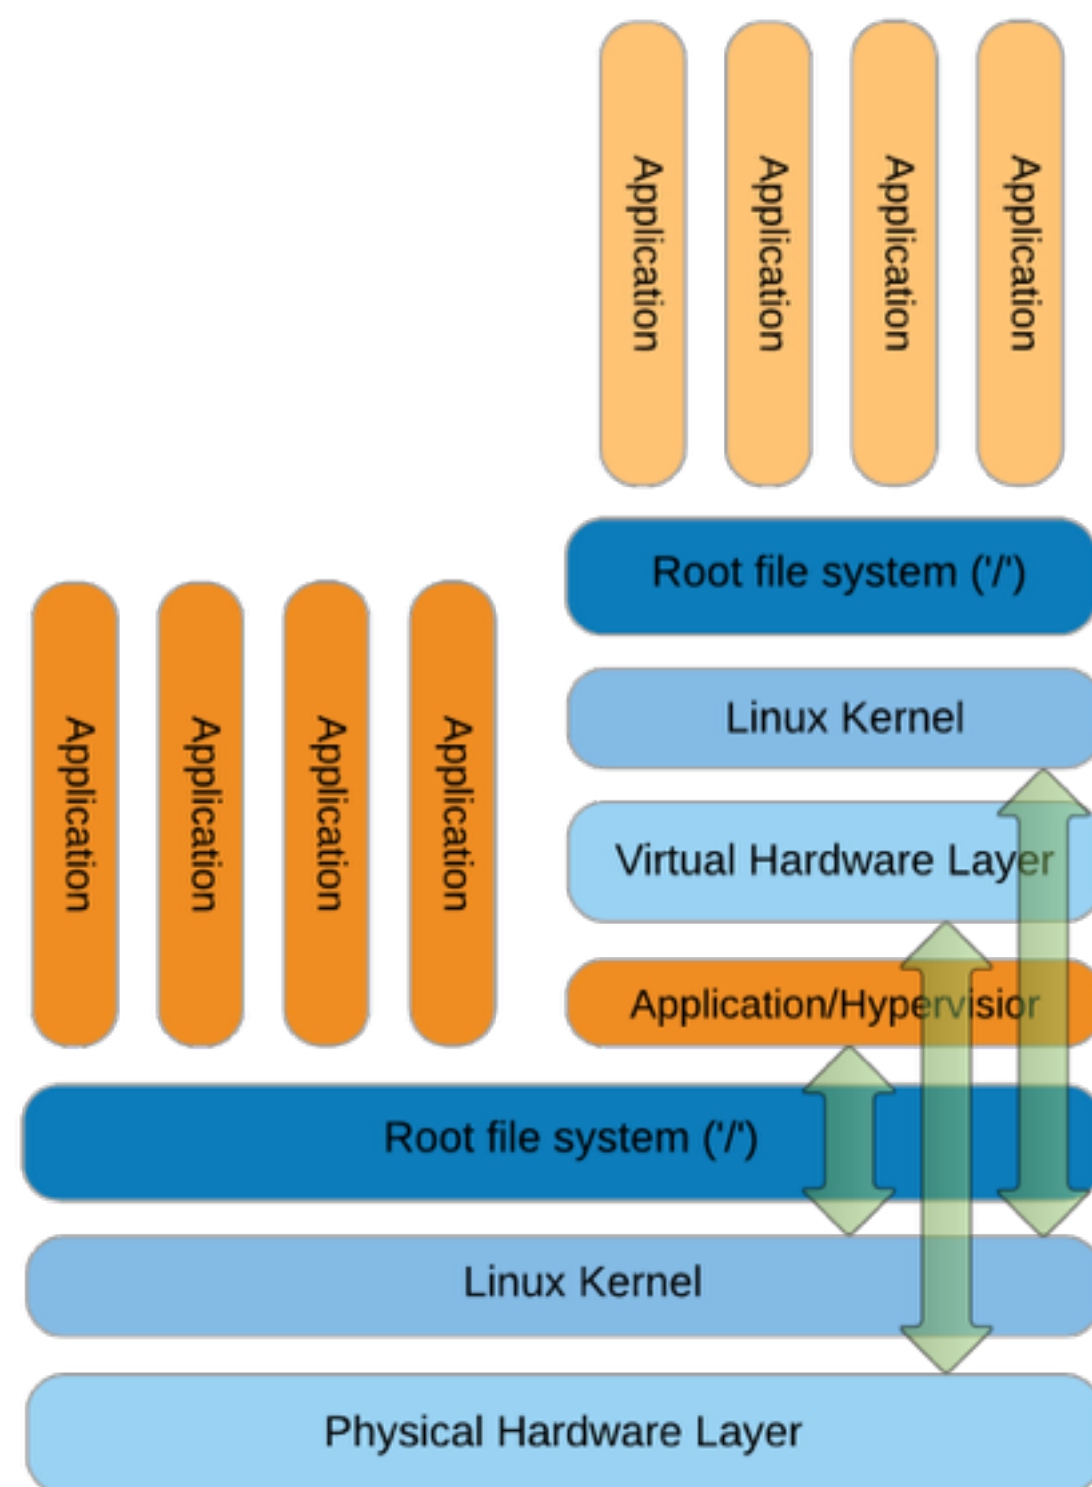 Application
Application
Application
Application
Root file system ('/')
Linux Kernel
Virtual Hardware Layer
Application/Hypervisior
Application
Application
Application
Application
Root file system ('/')
Linux Kernel
Physical Hardware Layer